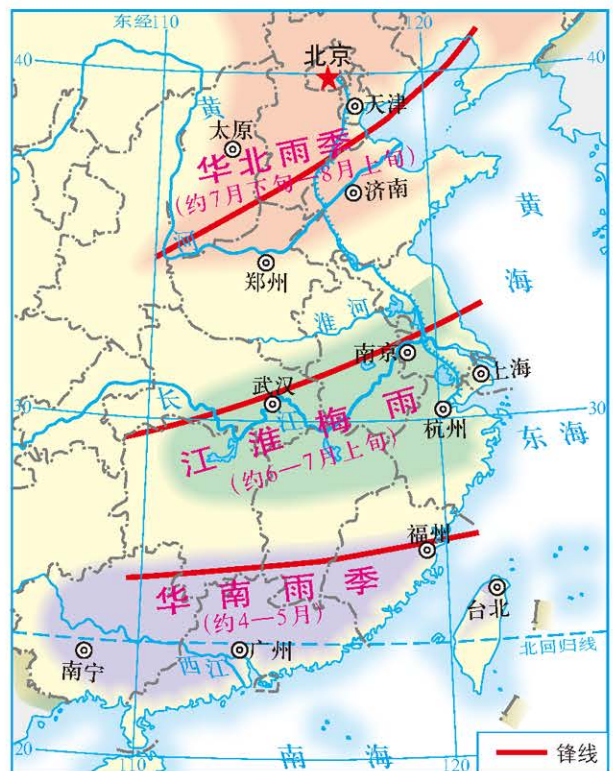 东经110
120
40
40
北京
天津
黄
太原
华北雨季
(约7月下旬—8月上旬)
济南
河
郑州
黄
海
淮河
南京
上海
武汉
长
江
30
30
杭州
江淮梅雨
(约6—7月上旬)
东海
福州
华南雨季
(约4—5月)
台北
北回归线
广州
南宁
西江
20
110
南海
120
锋线